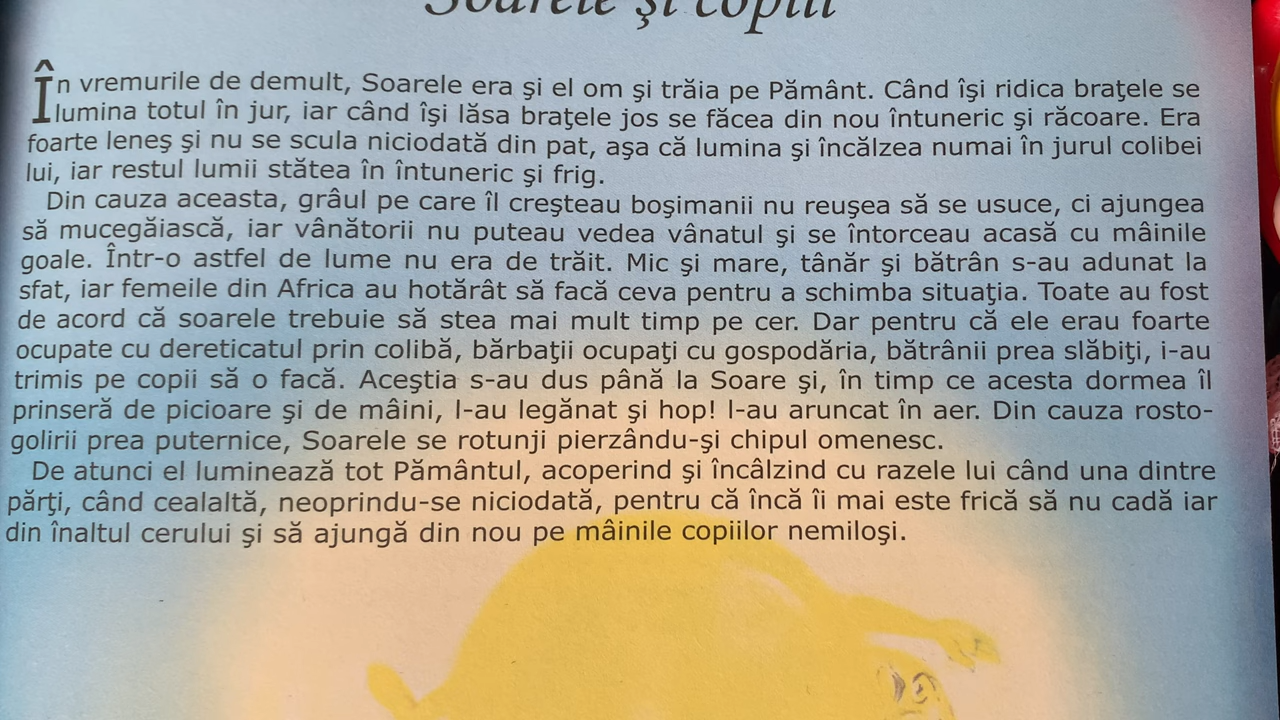 Soarele şi copiii
În vremurile de demult, Soarele era şi el om şi trăia pe Pământ. Când îşi ridica braţele se
lumina totul în jur, iar când îşi lăsa braţele jos se făcea din nou întuneric şi răcoare. Era
foarte leneş şi nu se scula niciodată din pat, aşa că lumina şi încălzea numai în jurul colibei
lui, iar restul lumii stătea în întuneric şi frig.
Din cauza aceasta, grâul pe care îl creşteau boşimanii nu reuşea să se usuce, ci ajungea
să mucegăiască, iar vânătorii nu puteau vedea vânatul şi se întorceau acasă cu mâinile
goale. Într-o astfel de lume nu era de trăit. Mic şi mare, tânăr şi bătrân s-au adunat la
sfat, iar femeile din Africa au hotărât să facă ceva pentru a schimba situaţia. Toate au fost
de acord că soarele trebuie să stea mai mult timp pe cer. Dar pentru că ele erau foarte
ocupate cu dereticatul prin colibă, bărbaţii ocupaţi cu gospodăria, bătrânii prea slăbiţi, i-au
trimis pe copii să o facă. Aceştia s-au dus până la Soare şi, în timp ce acesta dormea îl
prinseră de picioare şi de mâini, l-au legănat şi hop! l-au aruncat în aer. Din cauza rosto-
golirii prea puternice, Soarele se rotunji pierzându-şi chipul omenesc.
De atunci el luminează tot Pământul, acoperind şi încâlzind cu razele lui când una dintre
părţi, când cealaltă, neoprindu-se niciodată, pentru că încă îi mai este frică să nu cadă iar
din înaltul cerului şi să ajungă din nou pe mâinile copiilor nemiloşi.